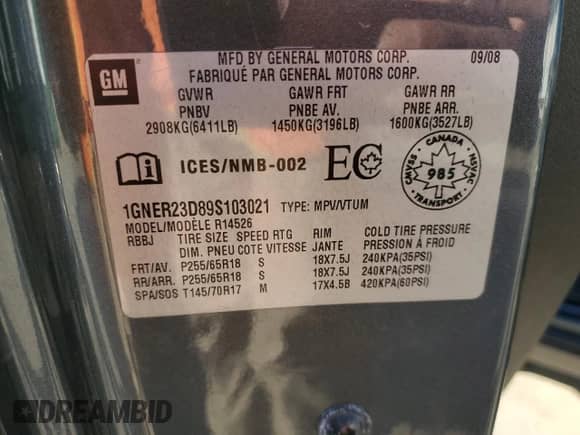 GM
MFD BY GENERAL MOTORS CORP. 09/08
FABRIQUÉ PAR GENERAL MOTORS CORP.
GVWR GAWR FRT GAWR RR
PNBV PNBE AV. PNBE ARR.
2908KG(6411LB) 1450KG(3196LB) 1600KG(3527LB)
ICES/NMB-002 EC
CANADA
CMVSS 985 NSVAC
TRANSPORT
1GNER23D89S103021 TYPE: MPV/VTUM
MODEL/MODÈLE R14526
RBBJ TIRE SIZE SPEED RTG RIM COLD TIRE PRESSURE
DIM. PNEU COTE VITESSE JANTE PRESSION À FROID
FRT/AV. P255/65R18 S 18X7.5J 240KPA(35PSI)
RR/ARR. P255/65R18 S 18X7.5J 240KPA(35PSI)
SPA/SOS T145/70R17 M 17X4.5B 420KPA(60PSI)
DREAMBID